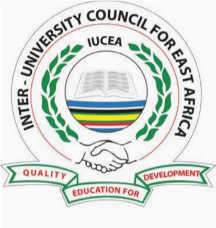 INTER - UNIVERSITY COUNCIL FOR EAST AFRICA
IUCEA
QUALITY
EDUCATION FOR
DEVELOPMENT